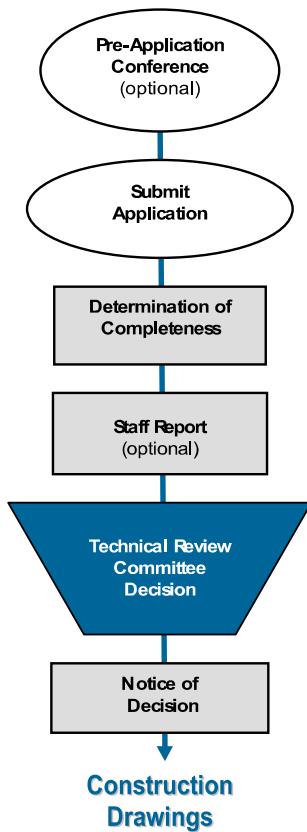 Pre-Application
Conference
(optional)
Submit
Application
Determination of
Completeness
Staff Report
(optional)
Technical Review
Committee
Decision
Notice of
Decision
Construction
Drawings